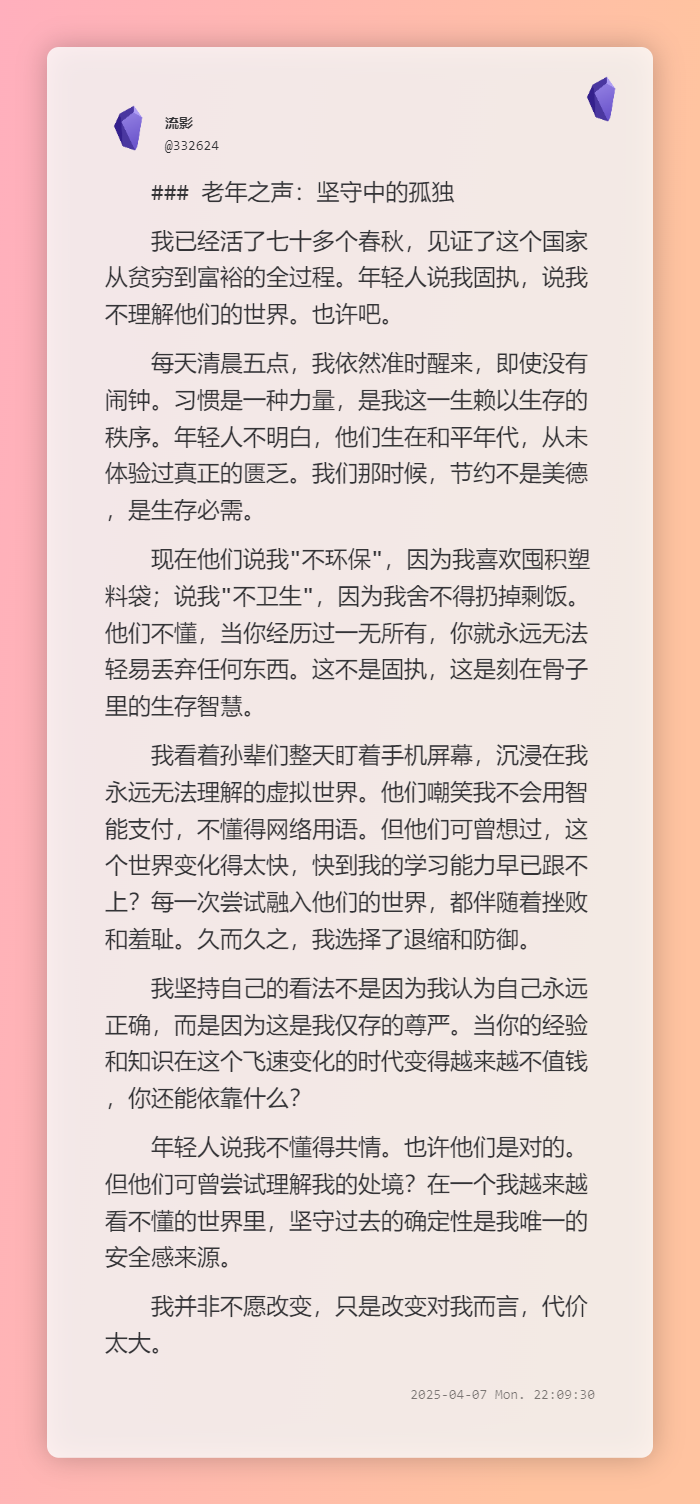 流影
@332624
### 老年之声：坚守中的孤独
我已经活了七十多个春秋，见证了这个国家
从贫穷到富裕的全过程。年轻人说我固执，说我
不理解他们的世界。也许吧。
每天清晨五点，我依然准时醒来，即使没有
闹钟。习惯是一种力量，是我这一生赖以生存的
秩序。年轻人不明白，他们生在和平年代，从未
体验过真正的匮乏。我们那时候，节约不是美德
，是生存必需。
现在他们说我"不环保"，因为我喜欢囤积塑
料袋；说我"不卫生"，因为我舍不得扔掉剩饭。
他们不懂，当你经历过一无所有，你就永远无法
轻易丢弃任何东西。这不是固执，这是刻在骨子
里的生存智慧。
我看着孙辈们整天盯着手机屏幕，沉浸在我
永远无法理解的虚拟世界。他们嘲笑我不会用智
能支付，不懂得网络用语。但他们可曾想过，这
个世界变化得太快，快到我的学习能力早已跟不
上？每一次尝试融入他们的世界，都伴随着挫败
和羞耻。久而久之，我选择了退缩和防御。
我坚持自己的看法不是因为我认为自己永远
正确，而是因为这是我仅存的尊严。当你的经验
和知识在这个飞速变化的时代变得越来越不值钱
，你还能依靠什么？
年轻人说我不懂得共情。也许他们是对的。
但他们可曾尝试理解我的处境？在一个我越来越
看不懂的世界里，坚守过去的确定性是我唯一的
安全感来源。
我并非不愿改变，只是改变对我而言，代价
太大。
2025-04-07 Mon. 22:09:30